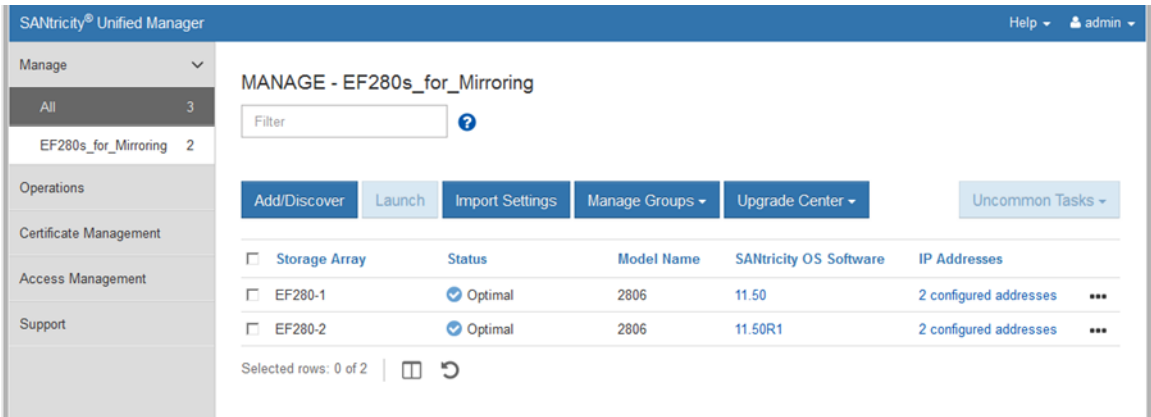 SANtricity® Unified Manager
Help
admin
Manage
All 3
EF280s_for_Mirroring 2
Operations
Certificate Management
Access Management
Support
MANAGE - EF280s_for_Mirroring
Filter
Add/Discover Launch Import Settings Manage Groups Upgrade Center Uncommon Tasks
Storage Array Status Model Name SANtricity OS Software IP Addresses
EF280-1 Optimal 2806 11.50 2 configured addresses
EF280-2 Optimal 2806 11.50R1 2 configured addresses
Selected rows: 0 of 2